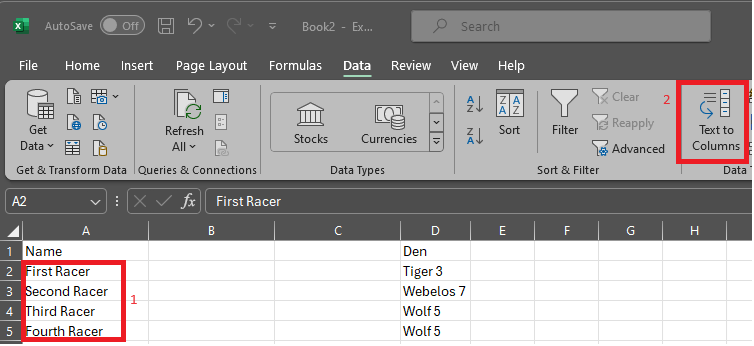 AutoSave Off Book2 - Ex... Search
File Home Insert Page Layout Formulas Data Review View Help
Get Data
Refresh All
Stocks
Currencies
A Z
Z A
Z A A Z
Sort
Filter
Clear
Reapply
Advanced
2
Text to Columns
Get & Transform Data Queries & Connections Data Types Sort & Filter Data T
A2 fx First Racer
A B C D E F G H
1 Name Den
2 First Racer Tiger 3
3 Second Racer 1 Webelos 7
4 Third Racer Wolf 5
5 Fourth Racer Wolf 5